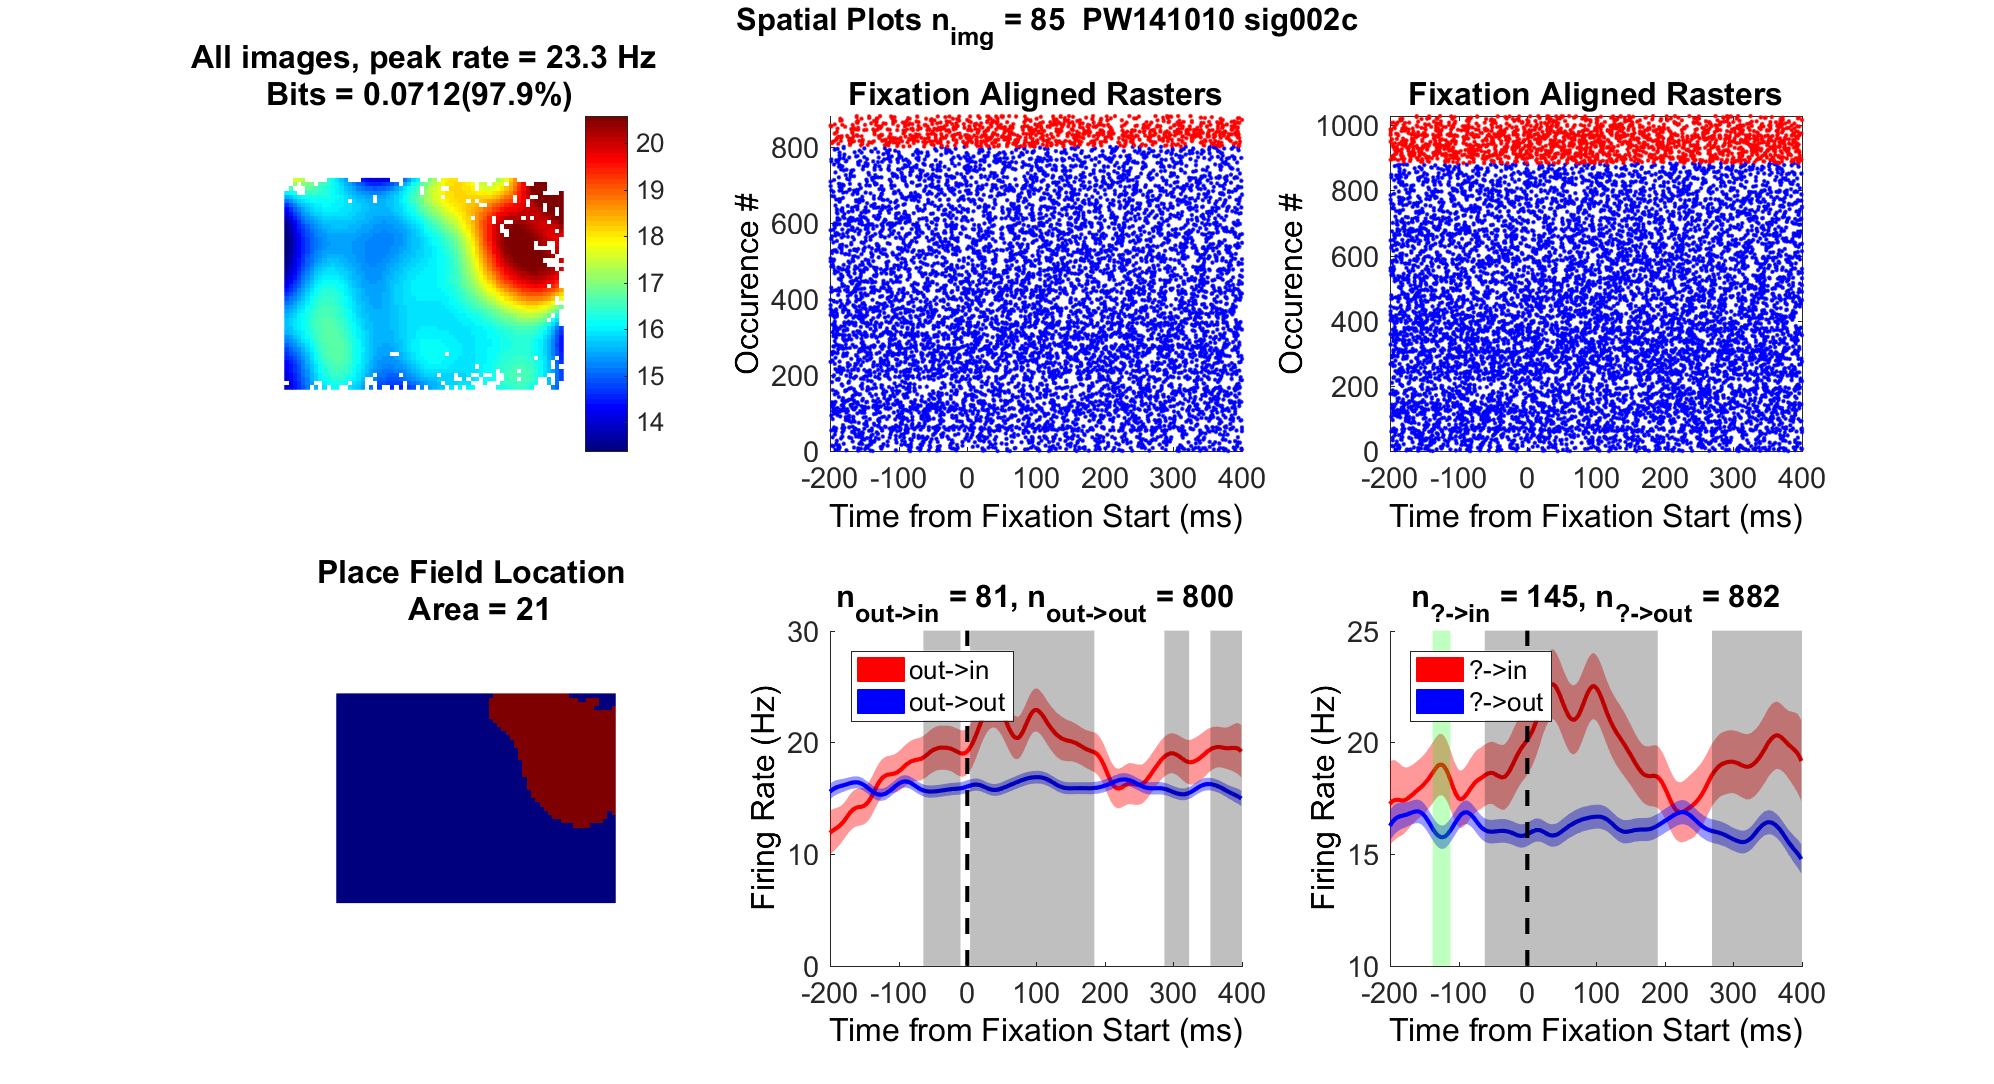 Spatial Plots n_img = 85  PW141010 sig002c
All images, peak rate = 23.3 Hz
Bits = 0.0712(97.9%)
20
19
18
17
16
15
14
Fixation Aligned Rasters
Occurence #
800
600
400
200
0
-200 -100 0 100 200 300 400
Time from Fixation Start (ms)
Fixation Aligned Rasters
Occurence #
1000
800
600
400
200
0
-200 -100 0 100 200 300 400
Time from Fixation Start (ms)
Place Field Location
Area = 21
n_out->in = 81, n_out->out = 800
Firing Rate (Hz)
30
20
10
0
out->in
out->out
-200 -100 0 100 200 300 400
Time from Fixation Start (ms)
n_?->in = 145, n_?->out = 882
Firing Rate (Hz)
25
20
15
10
?->in
?->out
-200 -100 0 100 200 300 400
Time from Fixation Start (ms)